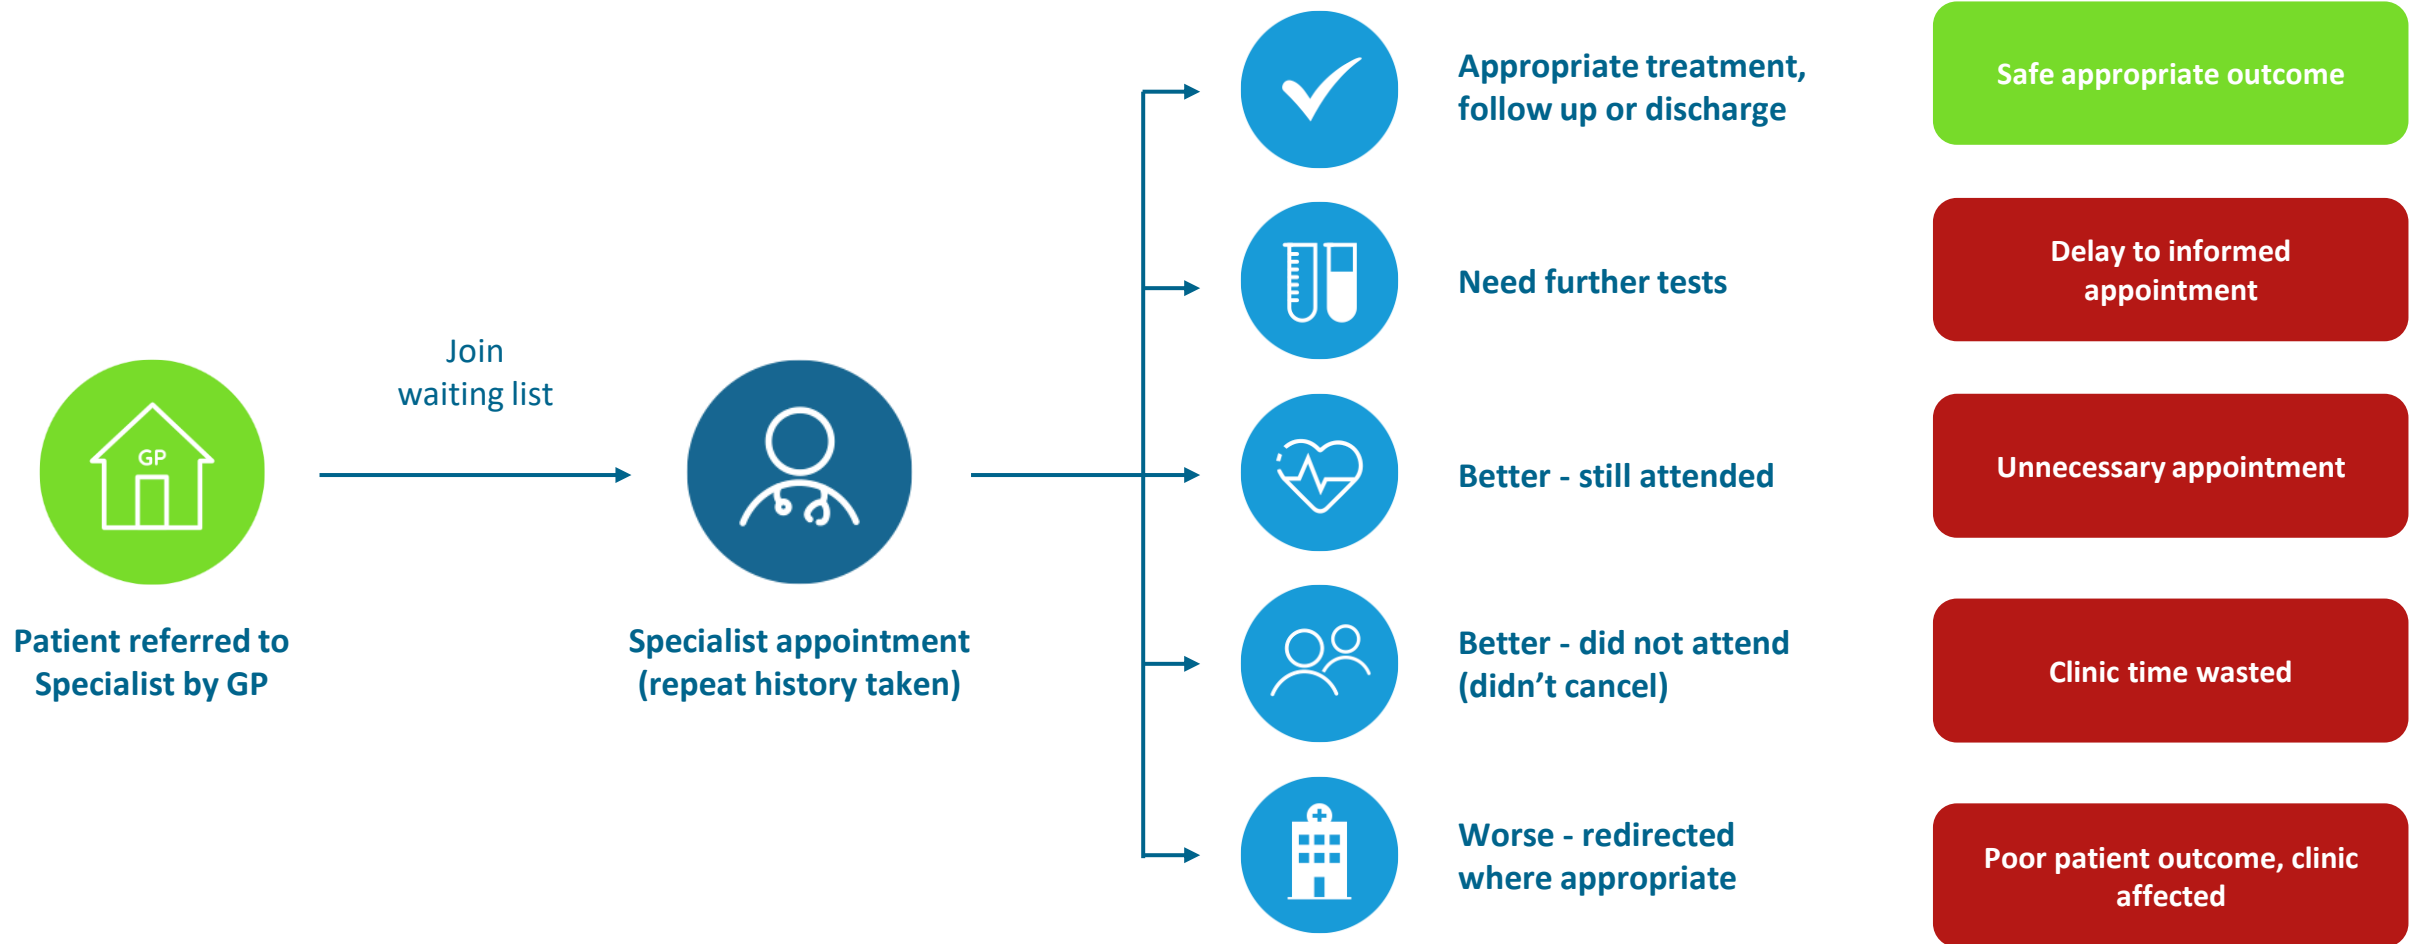 GP
Patient referred to
Specialist by GP
Join
waiting list
Specialist appointment
(repeat history taken)
Appropriate treatment,
follow up or discharge
Safe appropriate outcome
Need further tests
Delay to informed
appointment
Better - still attended
Unnecessary appointment
Better - did not attend
(didn’t cancel)
Clinic time wasted
Worse - redirected
where appropriate
Poor patient outcome, clinic
affected